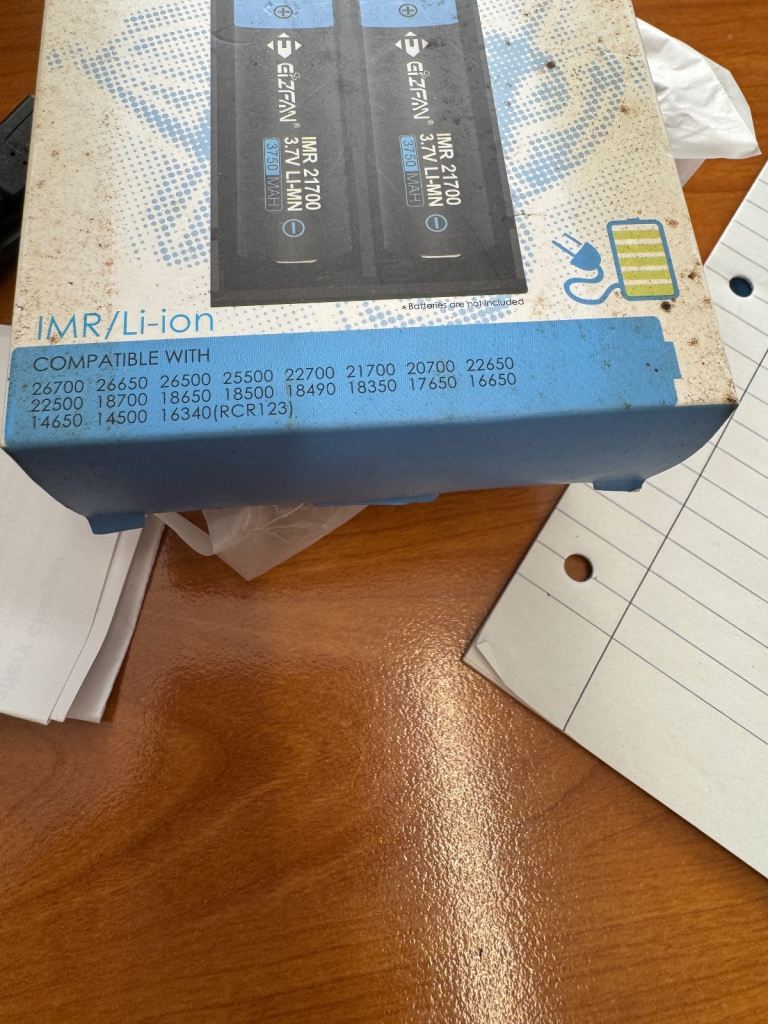 EIZFAN®
IMR 21700
3.7V LI-MN
3750 MAH
EIZFAN®
IMR 21700
3.7V LI-MN
3750 MAH
*Batteries are not included
IMR/Li-ion
COMPATIBLE WITH
26700 26650 26500 25500 22700 21700 20700 22650
22500 18700 18650 18500 18490 18350 17650 16650
14650 14500 16340(RCR123)